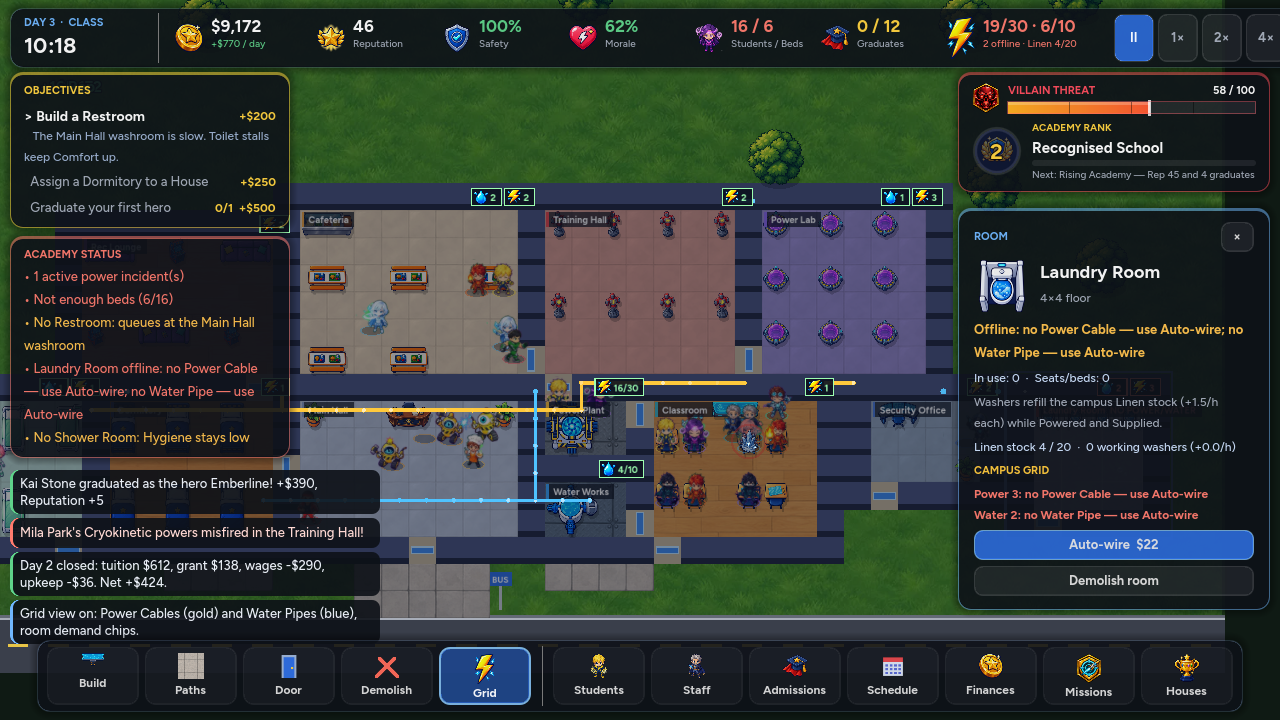 DAY 3 · CLASS
10:18
$9,172
+$770 / day
46
Reputation
100%
Safety
62%
Morale
16 / 6
Students / Beds
0 / 12
Graduates
19/30 · 6/10
2 offline · Linen 4/20
1×
2×
4×
OBJECTIVES
> Build a Restroom
+$200
The Main Hall washroom is slow. Toilet stalls
keep Comfort up.
Assign a Dormitory to a House
+$250
Graduate your first hero
0/1 +$500
ACADEMY STATUS
• 1 active power incident(s)
• Not enough beds (6/16)
• No Restroom: queues at the Main Hall
washroom
• Laundry Room offline: no Power Cable
— use Auto-wire; no Water Pipe — use
Auto-wire
• No Shower Room: Hygiene stays low
Kai Stone graduated as the hero Emberline! +$390,
Reputation +5
Mila Park's Cryokinetic powers misfired in the Training Hall!
Day 2 closed: tuition $612, grant $138, wages -$290,
upkeep -$36. Net +$424.
Grid view on: Power Cables (gold) and Water Pipes (blue),
room demand chips.
2
2
2
1
3
Cafeteria
Training Hall
Power Lab
16/30
1
Main Hall
Power Plant
Classroom
Security Office
4/10
Water Works
BUS
VILLAIN THREAT
58 / 100
2
ACADEMY RANK
Recognised School
Next: Rising Academy — Rep 45 and 4 graduates
ROOM
×
Laundry Room
4×4 floor
Offline: no Power Cable — use Auto-wire; no
Water Pipe — use Auto-wire
In use: 0 · Seats/beds: 0
Washers refill the campus Linen stock (+1.5/h
each) while Powered and Supplied.
Linen stock 4 / 20 · 0 working washers (+0.0/h)
CAMPUS GRID
Power 3: no Power Cable — use Auto-wire
Water 2: no Water Pipe — use Auto-wire
Auto-wire $22
Demolish room
Build
Paths
Door
Demolish
Grid
Students
Staff
Admissions
Schedule
Finances
Missions
Houses